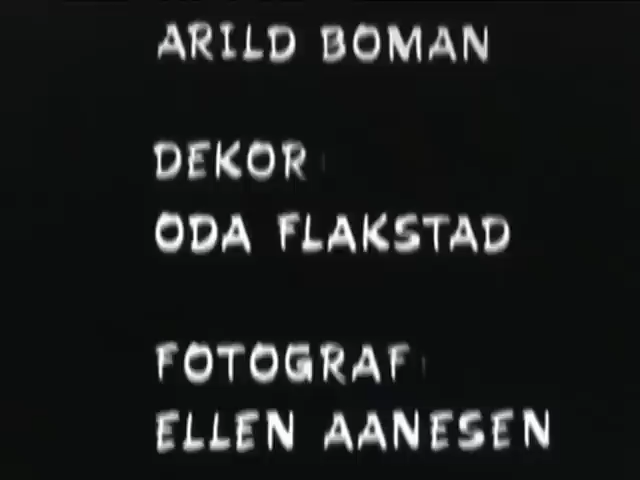 ARILD BOMAN
DEKOR
ODA FLAKSTAD
FOTOGRAF
ELLEN AANESEN